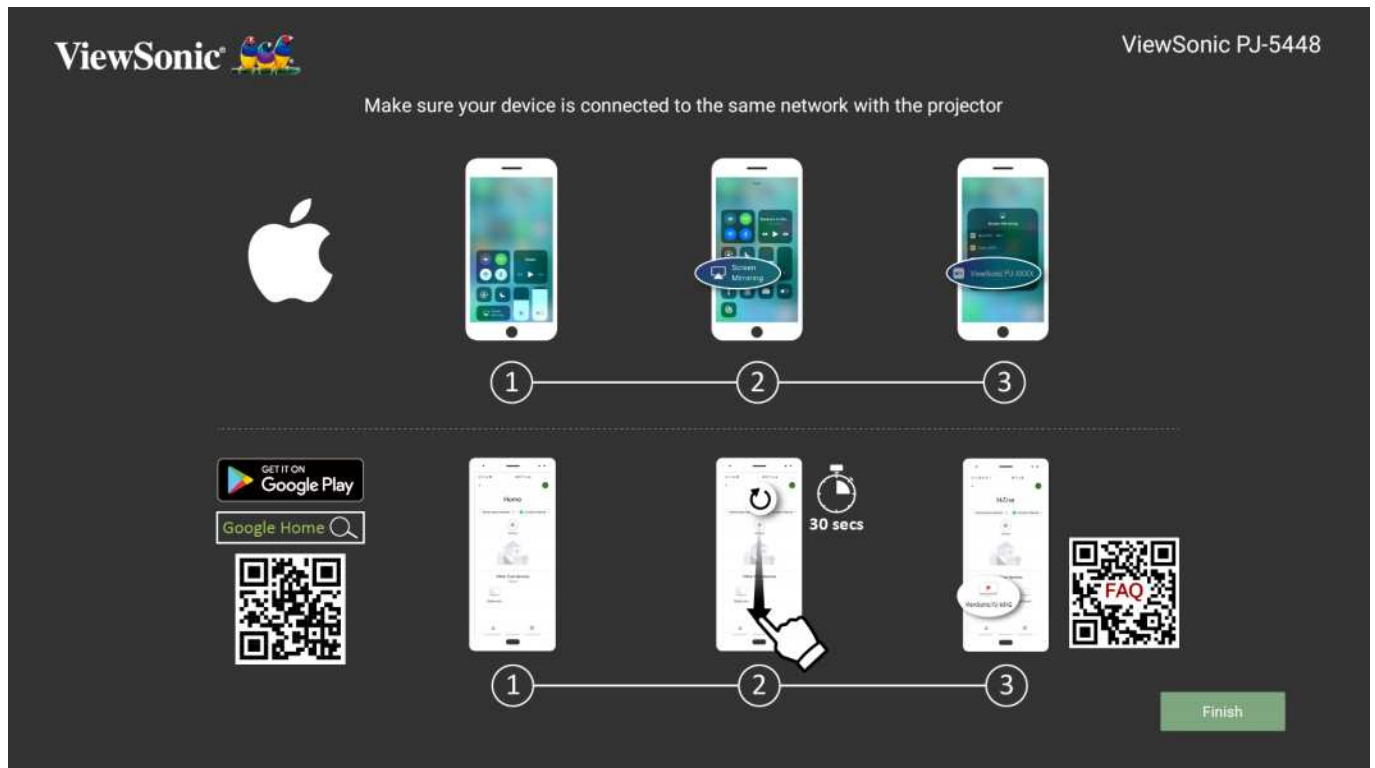 ViewSonic®
ViewSonic PJ-5448
Make sure your device is connected to the same network with the projector
Screen
Mirroring
Screen Mirroring
ViewSonic PJ-XXXX
1
2
3
GET IT ON
Google Play
Google Home
Home
30 secs
FAQ
1
2
3
Finish